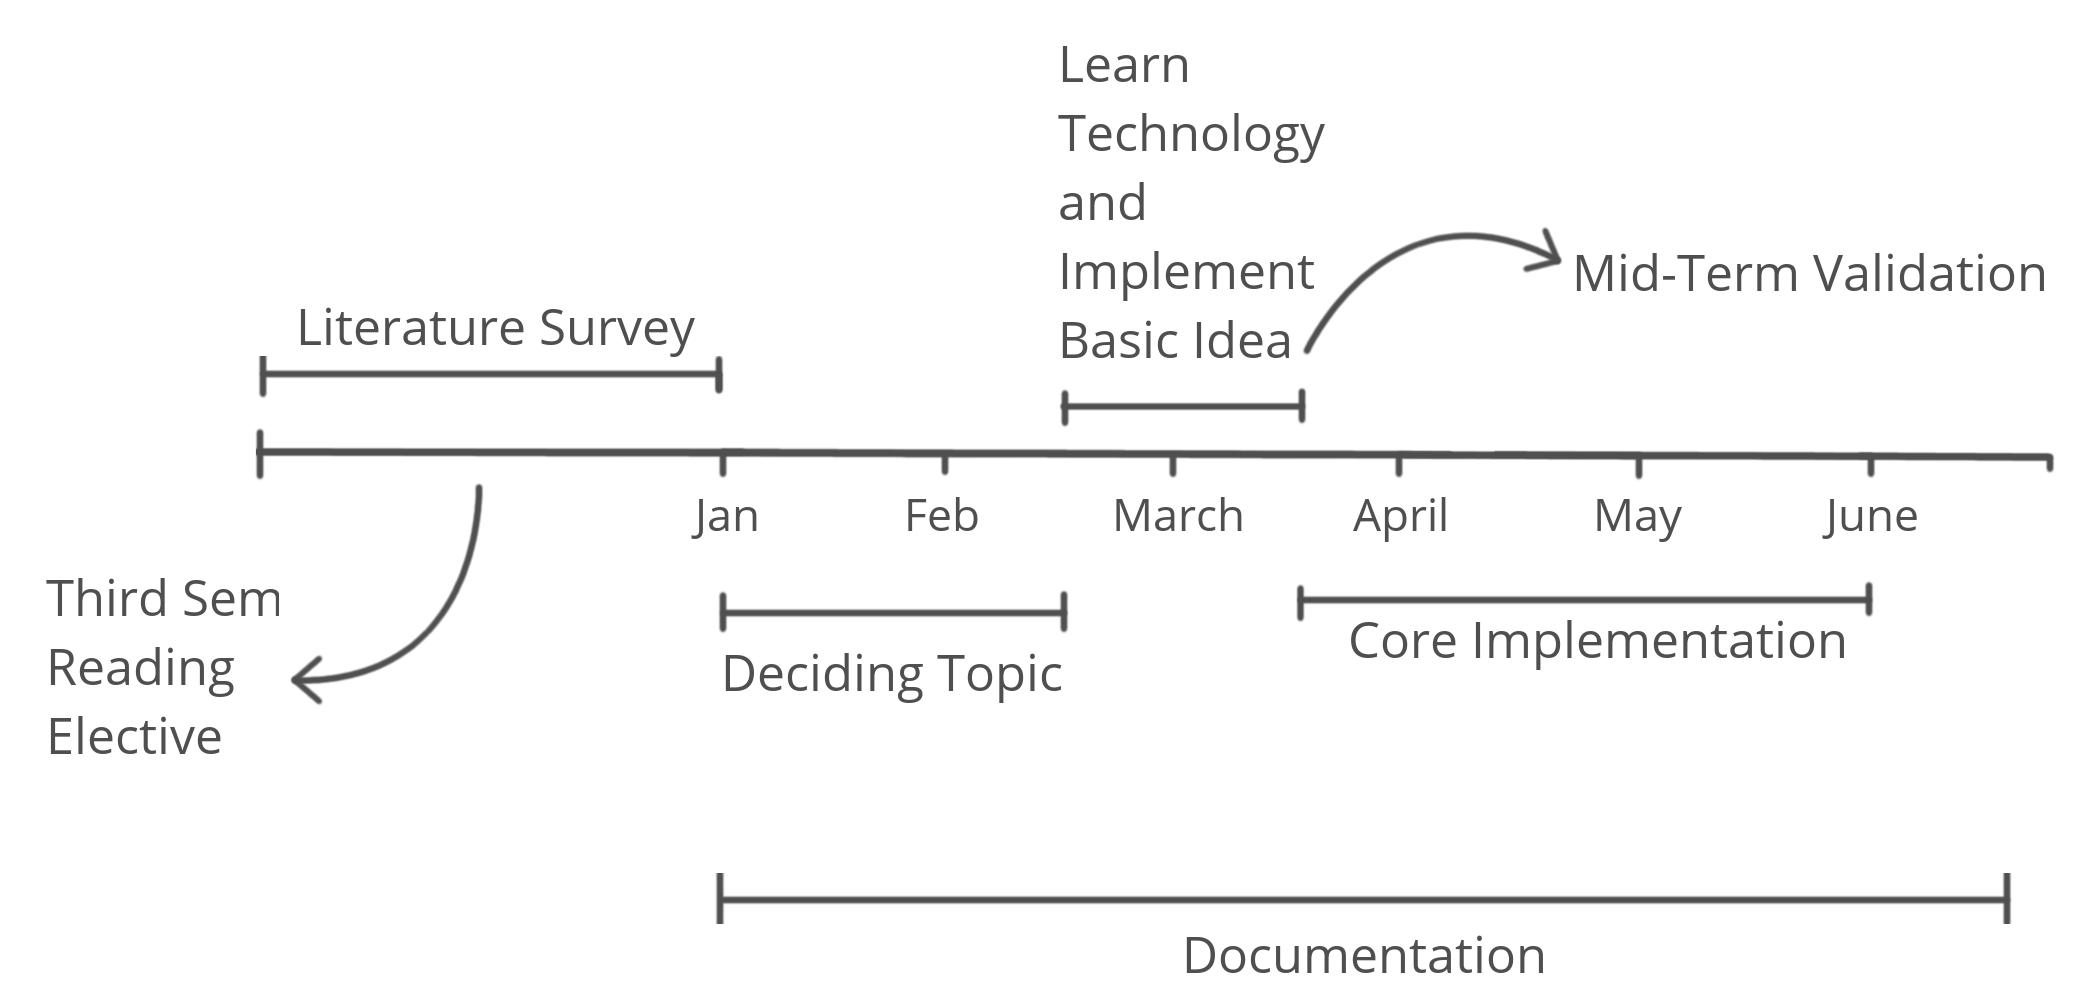 Learn
Technology
and
Implement
Basic Idea
Mid-Term Validation
Literature Survey
Jan
Feb
March
April
May
June
Third Sem
Reading
Elective
Deciding Topic
Core Implementation
Documentation